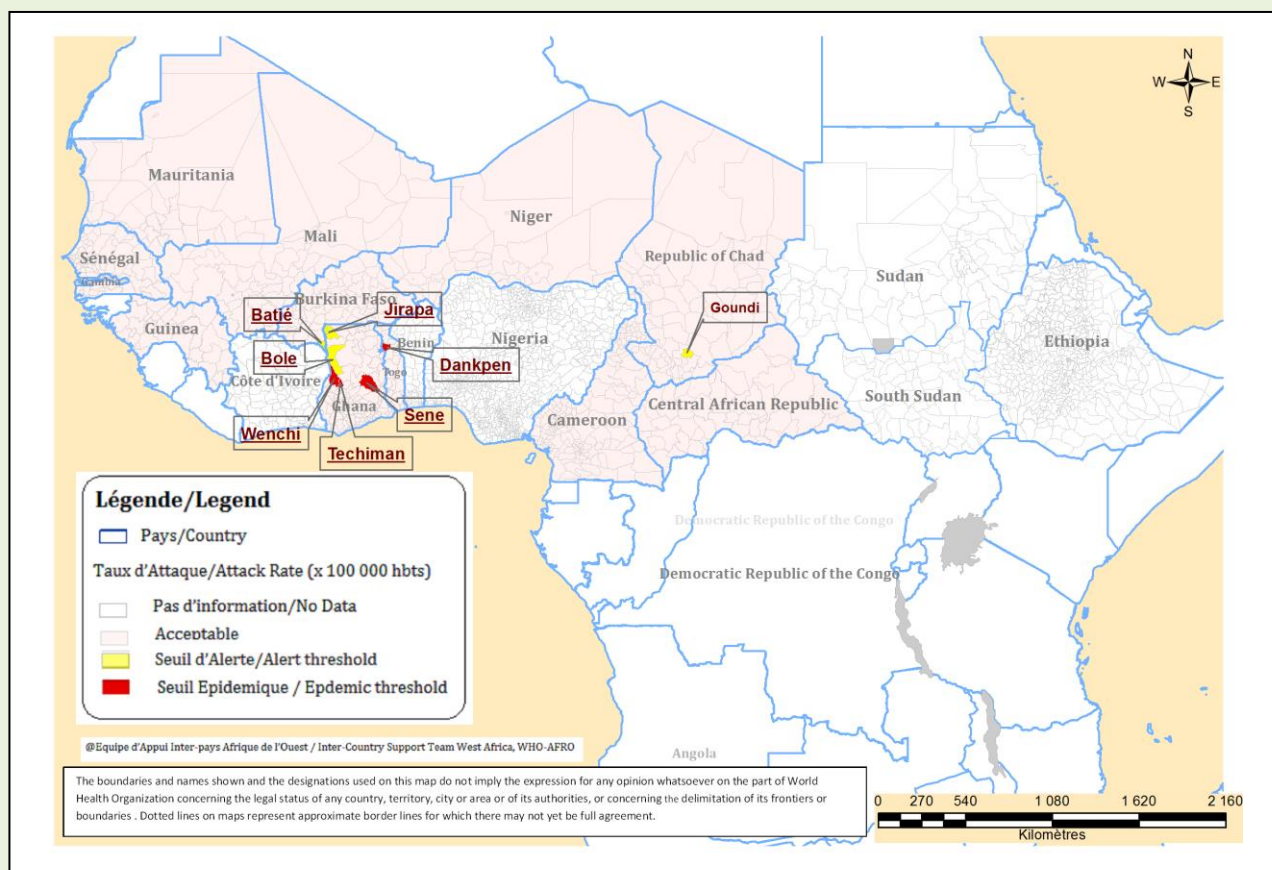 N
W E
S
Mauritania
Niger
Mali
Sénégal
Gambia
Republic of Chad
Sudan
Burkina Faso
Batié
Jirapa
Goundi
Guinea
Nigeria
Benin
Ethiopia
Bole
Dankpen
Togo
Côte d'Ivoire
South Sudan
Ghana
Central African Republic
Sene
Cameroon
Wenchi
Techiman
Légende/Legend
Pays/Country
Taux d'Attaque/Attack Rate (x 100 000 hbts)
Pas d'information/No Data
Acceptable
Seuil d'Alerte/Alert threshold
Seuil Epidemique / Epdemic threshold
Democratic Republic of the Congo
Democratic Republic of the Congo
@Equipe d'Appui Inter-pays Afrique de l'Ouest / Inter-Country Support Team West Africa, WHO-AFRO
Angola
The boundaries and names shown and the designations used on this map do not imply the expression for any opinion whatsoever on the part of World
Health Organization concerning the legal status of any country, territory, city or area or of its authorities, or concerning the delimitation of its frontiers or
boundaries . Dotted lines on maps represent approximate border lines for which there may not yet be full agreement.
0 270 540 1 080 1 620 2 160
Kilomètres